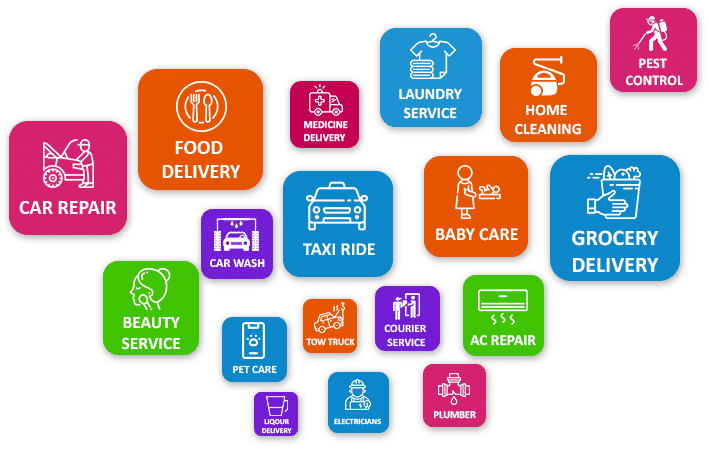 PEST
CONTROL
LAUNDRY
SERVICE
HOME
CLEANING
FOOD
DELIVERY
MEDICINE
DELIVERY
CAR REPAIR
TAXI RIDE
BABY CARE
GROCERY
DELIVERY
CAR WASH
BEAUTY
SERVICE
PET CARE
TOW TRUCK
COURIER
SERVICE
AC REPAIR
LIQOUR
DELIVERY
ELECTRICIANS
PLUMBER